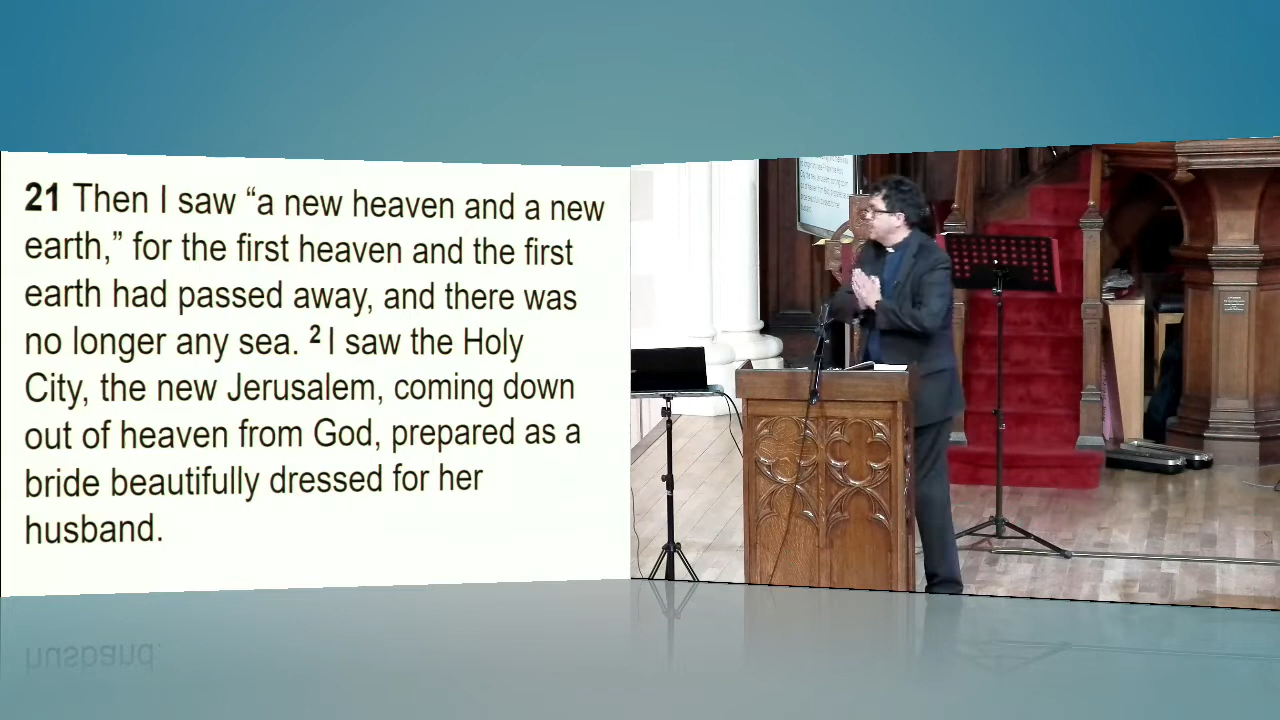 21 Then I saw “a new heaven and a new
earth,” for the first heaven and the first
earth had passed away, and there was
no longer any sea. 2 I saw the Holy
City, the new Jerusalem, coming down
out of heaven from God, prepared as a
bride beautifully dressed for her
husband.